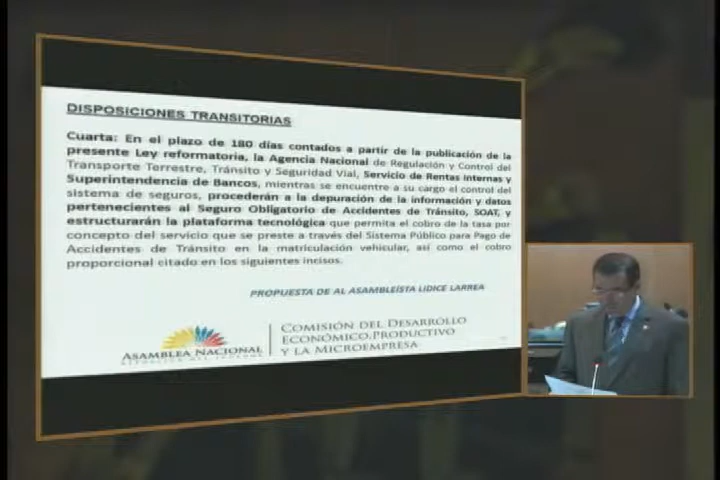 DISPOSICIONES TRANSITORIAS
Cuarta: En el plazo de 180 días contados a partir de la publicación de la
presente Ley reformatoria, la Agencia Nacional de Regulación y Control del
Transporte Terrestre, Tránsito y Seguridad Vial, Servicio de Rentas Internas y
Superintendencia de Bancos, mientras se encuentre a su cargo el control del
sistema de seguros, procederán a la depuración de la información y datos
pertenecientes al Seguro Obligatorio de Accidentes de Tránsito, SOAT, y
estructurarán la plataforma tecnológica que permita el cobro de la tasa por
concepto del servicio que se preste a través del Sistema Público para Pago de
Accidentes de Tránsito en la matriculación vehicular, así como el cobro
proporcional citado en los siguientes incisos.
PROPUESTA DE AL ASAMBLEÍSTA LIDICE LARREA
ASAMBLEA NACIONAL
REPÚBLICA DEL ECUADOR
COMISIÓN DEL DESARROLLO
ECONÓMICO, PRODUCTIVO
Y LA MICROEMPRESA